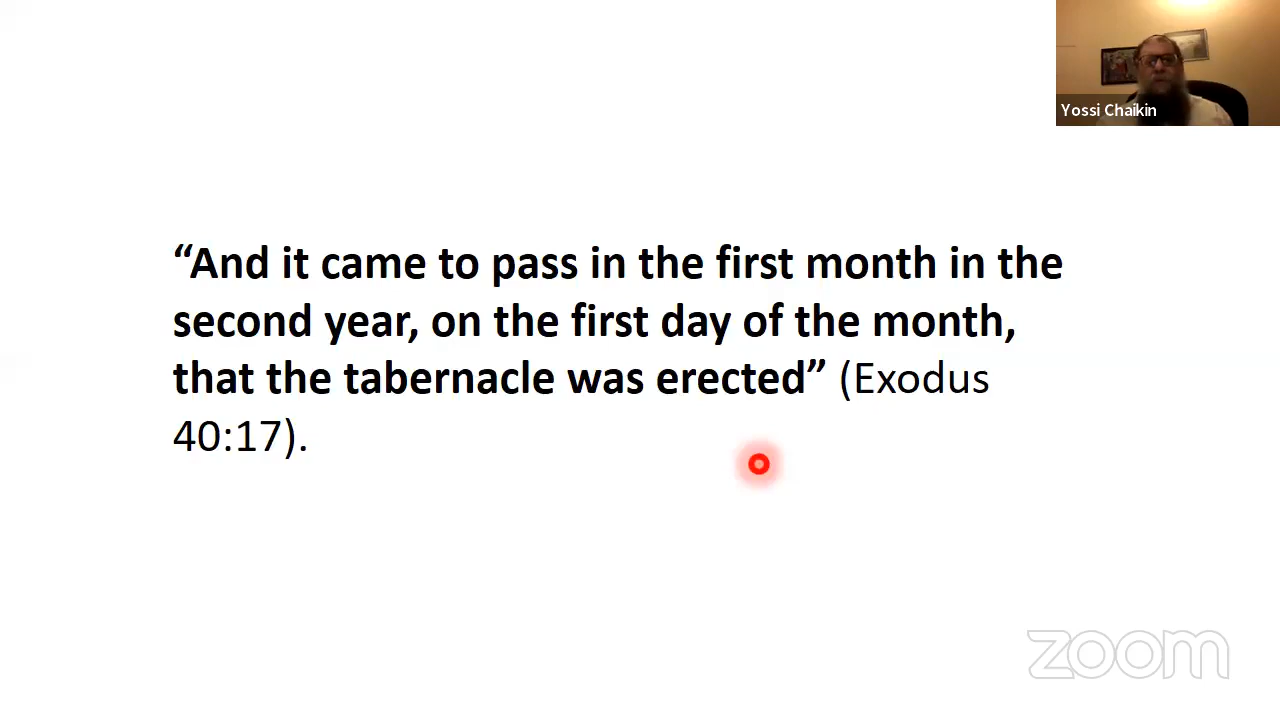 Yossi Chaikin
“And it came to pass in the first month in the
second year, on the first day of the month,
that the tabernacle was erected” (Exodus
40:17).
zoom